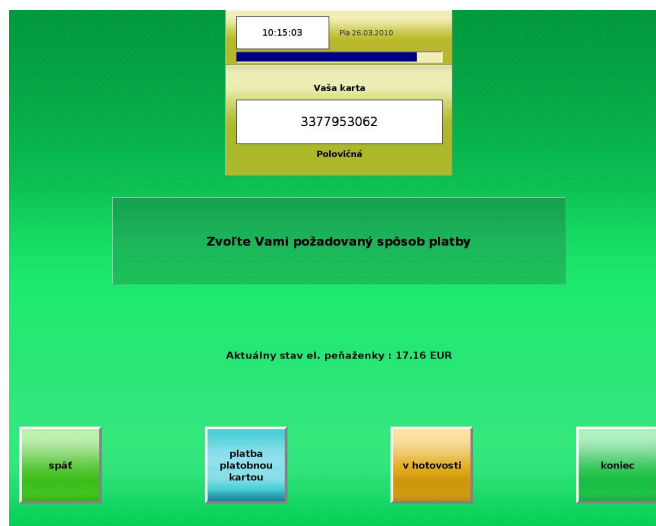 10:15:03 Pia 26.03.2010
Vaša karta
3377953062
Polovičná
Zvoľte Vami požadovaný spôsob platby
Aktuálny stav el. peňaženky : 17.16 EUR
späť
platba
platobnou
kartou
v hotovosti
koniec